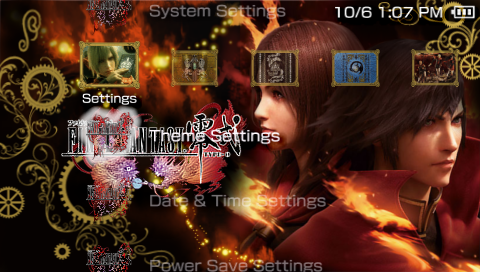 System Settings
10/6 1:07 PM
Settings
FINAL FANTASY 零式
Theme Settings
TYPE-0
Date & Time Settings
Power Save Settings